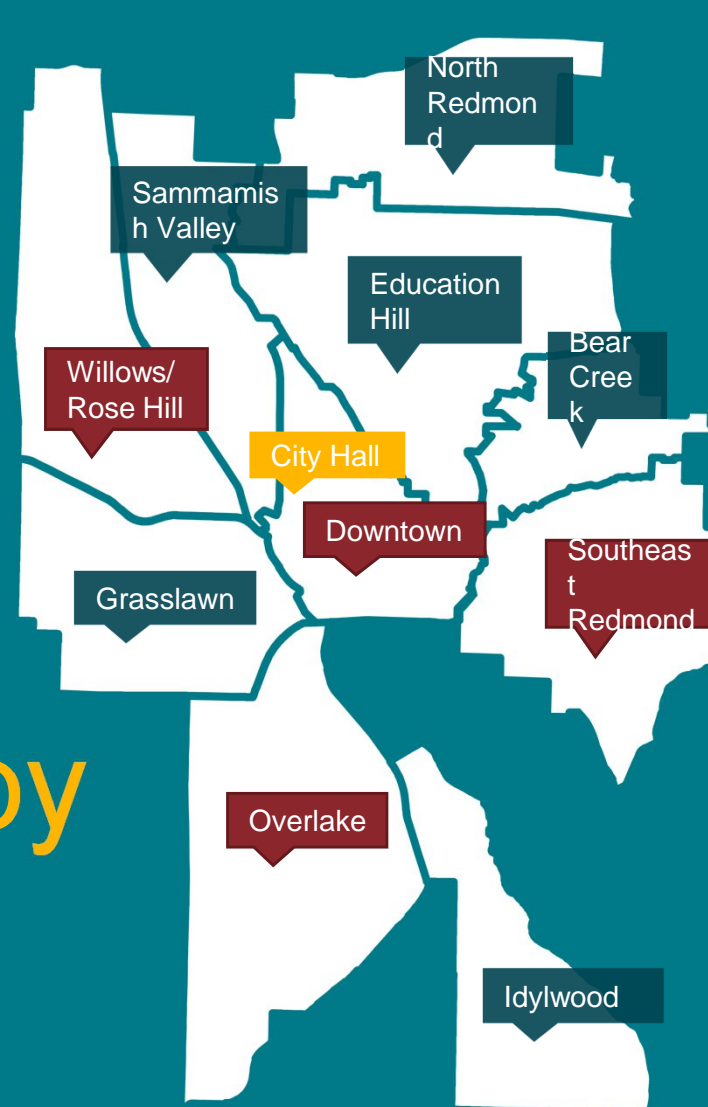 North
Redmon
d
Sammamis
h Valley
Education
Hill
Bear
Cree
k
Willows/
Rose Hill
City Hall
Downtown
Southeas
t
Redmond
Grasslawn
by
Overlake
Idylwood